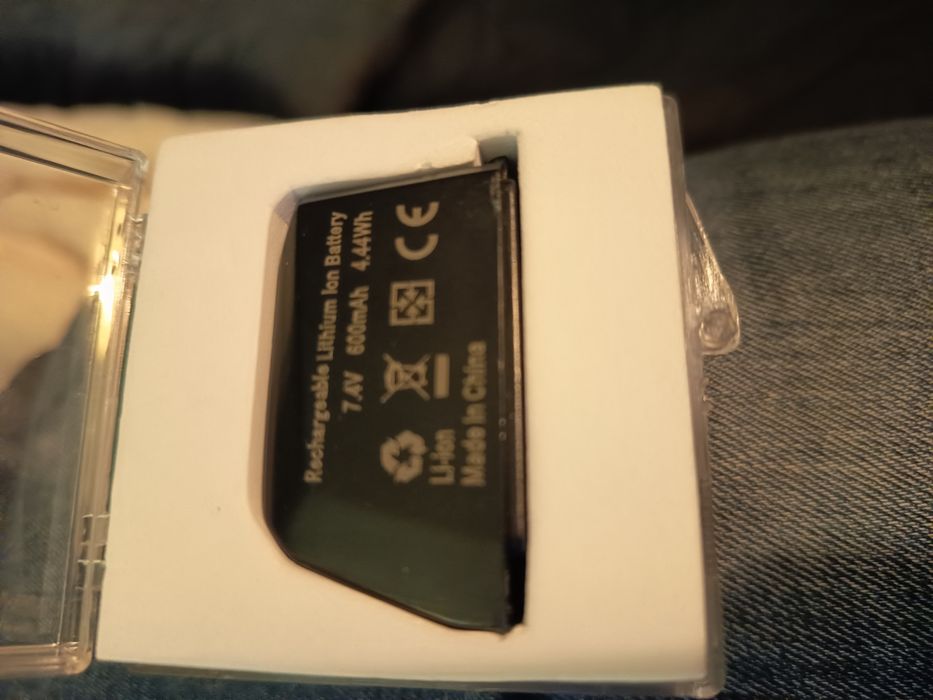 Rechargeable Lithium Ion Battery
7.4V 600mAh 4.44Wh
CE
Li-ion
Made in China